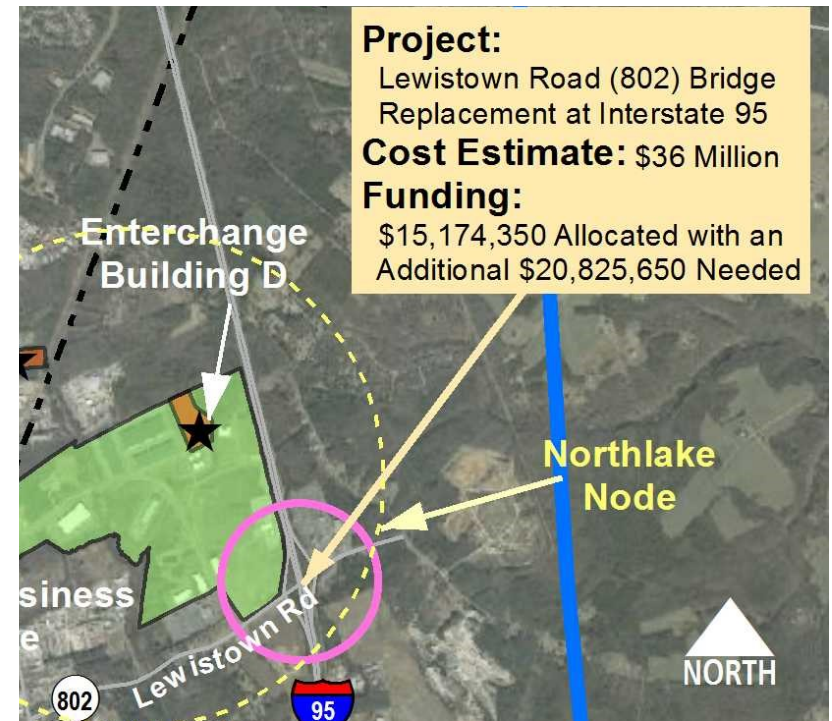 Project:
Lewistown Road (802) Bridge
Replacement at Interstate 95
Cost Estimate: $36 Million
Funding:
$15,174,350 Allocated with an
Additional $20,825,650 Needed
Enterchange
Building D
Northlake
Node
siness
e
Lewistown Rd
802
95
NORTH